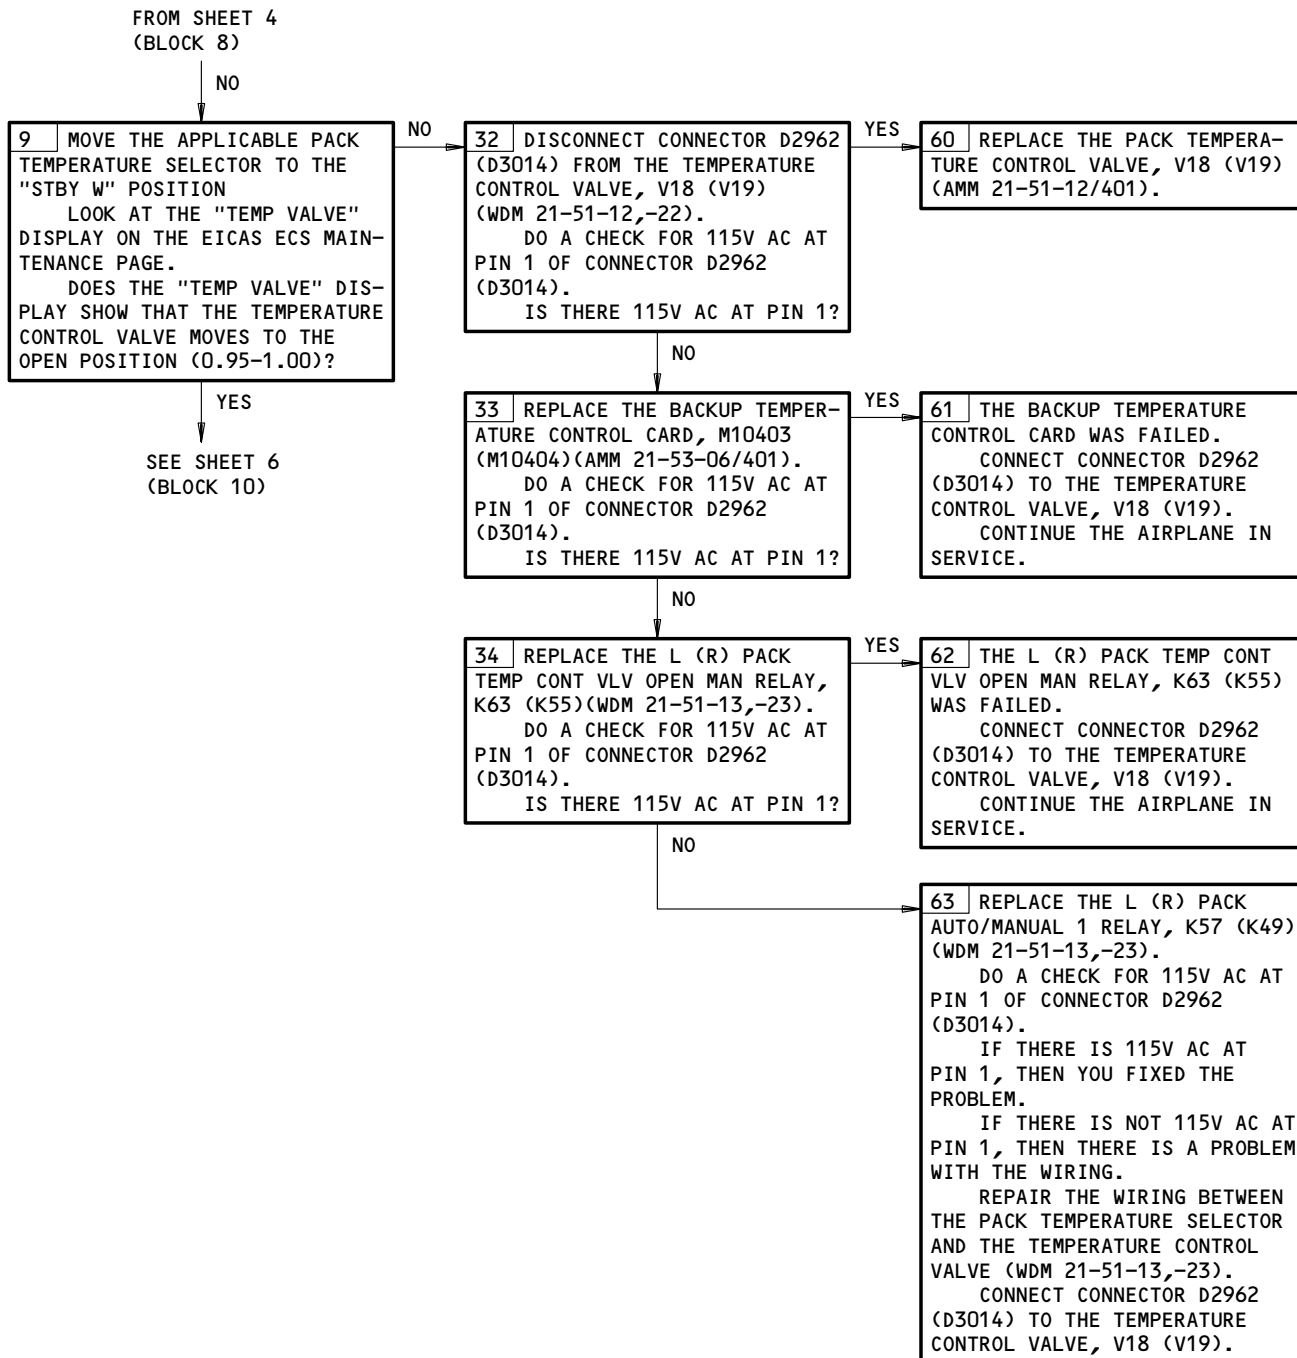 FROM SHEET 4
(BLOCK 8)
NO
9 MOVE THE APPLICABLE PACK
TEMPERATURE SELECTOR TO THE
"STBY W" POSITION
LOOK AT THE "TEMP VALVE"
DISPLAY ON THE EICAS ECS MAIN-
TENANCE PAGE.
DOES THE "TEMP VALVE" DIS-
PLAY SHOW THAT THE TEMPERATURE
CONTROL VALVE MOVES TO THE
OPEN POSITION (0.95-1.00)?
YES
SEE SHEET 6
(BLOCK 10)
NO
32 DISCONNECT CONNECTOR D2962
(D3014) FROM THE TEMPERATURE
CONTROL VALVE, V18 (V19)
(WDM 21-51-12,-22).
DO A CHECK FOR 115V AC AT
PIN 1 OF CONNECTOR D2962
(D3014).
IS THERE 115V AC AT PIN 1?
YES
60 REPLACE THE PACK TEMPERA-
TURE CONTROL VALVE, V18 (V19)
(AMM 21-51-12/401).
NO
33 REPLACE THE BACKUP TEMPER-
ATURE CONTROL CARD, M10403
(M10404)(AMM 21-53-06/401).
DO A CHECK FOR 115V AC AT
PIN 1 OF CONNECTOR D2962
(D3014).
IS THERE 115V AC AT PIN 1?
YES
61 THE BACKUP TEMPERATURE
CONTROL CARD WAS FAILED.
CONNECT CONNECTOR D2962
(D3014) TO THE TEMPERATURE
CONTROL VALVE, V18 (V19).
CONTINUE THE AIRPLANE IN
SERVICE.
NO
34 REPLACE THE L (R) PACK
TEMP CONT VLV OPEN MAN RELAY,
K63 (K55)(WDM 21-51-13,-23).
DO A CHECK FOR 115V AC AT
PIN 1 OF CONNECTOR D2962
(D3014).
IS THERE 115V AC AT PIN 1?
YES
62 THE L (R) PACK TEMP CONT
VLV OPEN MAN RELAY, K63 (K55)
WAS FAILED.
CONNECT CONNECTOR D2962
(D3014) TO THE TEMPERATURE
CONTROL VALVE, V18 (V19).
CONTINUE THE AIRPLANE IN
SERVICE.
NO
63 REPLACE THE L (R) PACK
AUTO/MANUAL 1 RELAY, K57 (K49)
(WDM 21-51-13,-23).
DO A CHECK FOR 115V AC AT
PIN 1 OF CONNECTOR D2962
(D3014).
IF THERE IS 115V AC AT
PIN 1, THEN YOU FIXED THE
PROBLEM.
IF THERE IS NOT 115V AC AT
PIN 1, THEN THERE IS A PROBLEM
WITH THE WIRING.
REPAIR THE WIRING BETWEEN
THE PACK TEMPERATURE SELECTOR
AND THE TEMPERATURE CONTROL
VALVE (WDM 21-51-13,-23).
CONNECT CONNECTOR D2962
(D3014) TO THE TEMPERATURE
CONTROL VALVE, V18 (V19).